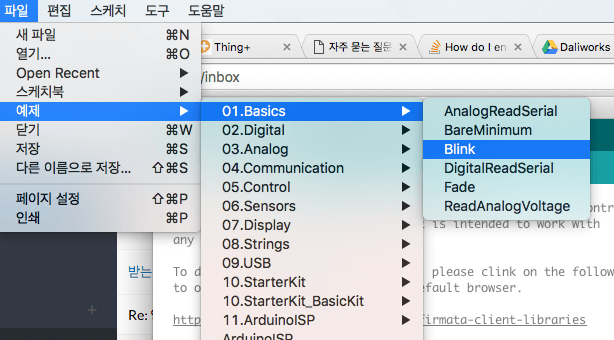 파일 편집 스케치 도구 도움말
새 파일 ⌘N
열기... ⌘O
Open Recent ▶
스케치북 ▶
예제 ▶
닫기 ⌘W
저장 ⌘S
다른 이름으로 저장... ⇧⌘S
페이지 설정 ⇧⌘P
인쇄 ⌘P
01.Basics ▶
02.Digital ▶
03.Analog ▶
04.Communication ▶
05.Control ▶
06.Sensors ▶
07.Display ▶
08.Strings ▶
09.USB ▶
10.StarterKit ▶
10.StarterKit_BasicKit ▶
11.ArduinoISP ▶
ArduinoISP
AnalogReadSerial
BareMinimum
Blink
DigitalReadSerial
Fade
ReadAnalogVoltage
Thing+ × 자주 묻는 질문 × How do I en × Daliworks
/inbox
is intended to work with
any
To d please clink on the follow
to o efault browser.
http firmata-client-libraries
받는
Re: